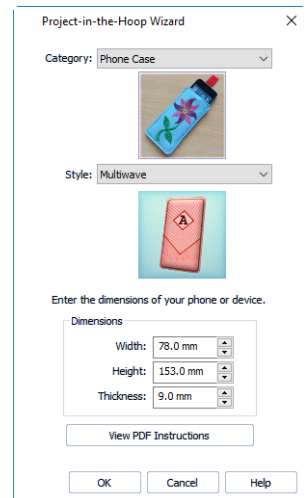 Project-in-the-Hoop Wizard
Category: Phone Case
Style: Multiwave
A
Enter the dimensions of your phone or device.
Dimensions
Width: 78.0 mm
Height: 153.0 mm
Thickness: 9.0 mm
View PDF Instructions
OK Cancel Help